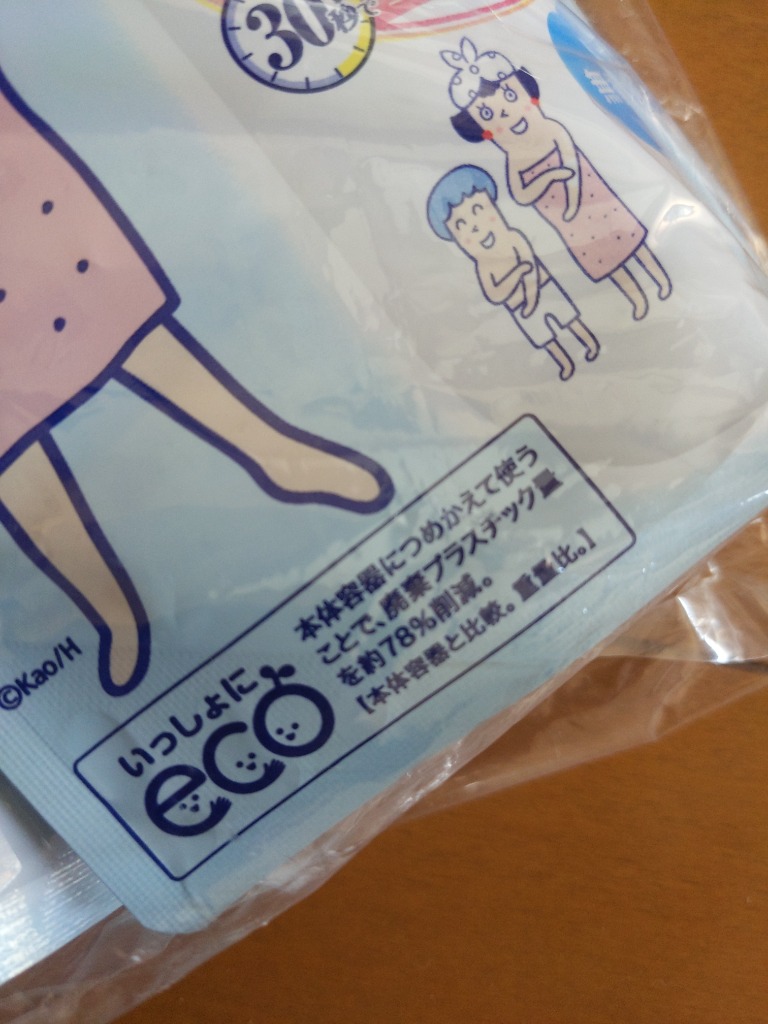 30秒で
本体容器につめかえて使う
ことで、廃棄プラスチック量
を約78%削減。
[本体容器と比較。重量比。]
いっしょに
eco
©Kao/H